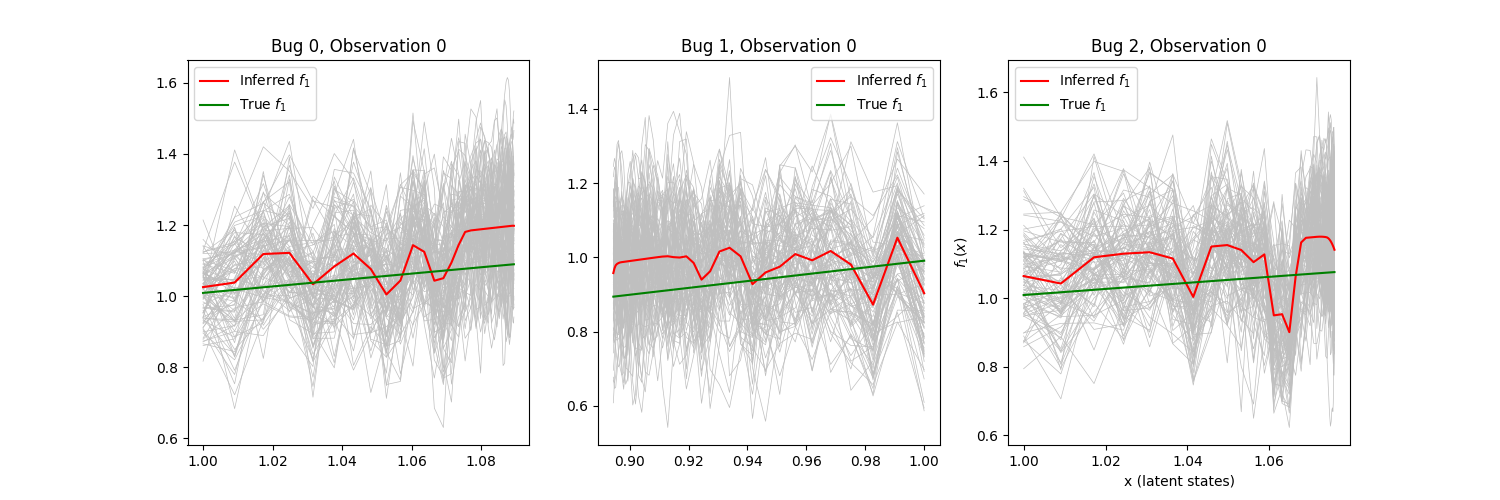 Bug 0, Observation 0
Inferred f₁
True f₁
1.6
1.4
1.2
1.0
0.8
0.6
1.00 1.02 1.04 1.06 1.08
Bug 1, Observation 0
Inferred f₁
True f₁
1.4
1.2
1.0
0.8
0.6
0.90 0.92 0.94 0.96 0.98 1.00
Bug 2, Observation 0
Inferred f₁
True f₁
f₁(x)
1.6
1.4
1.2
1.0
0.8
0.6
1.00 1.02 1.04 1.06
x (latent states)